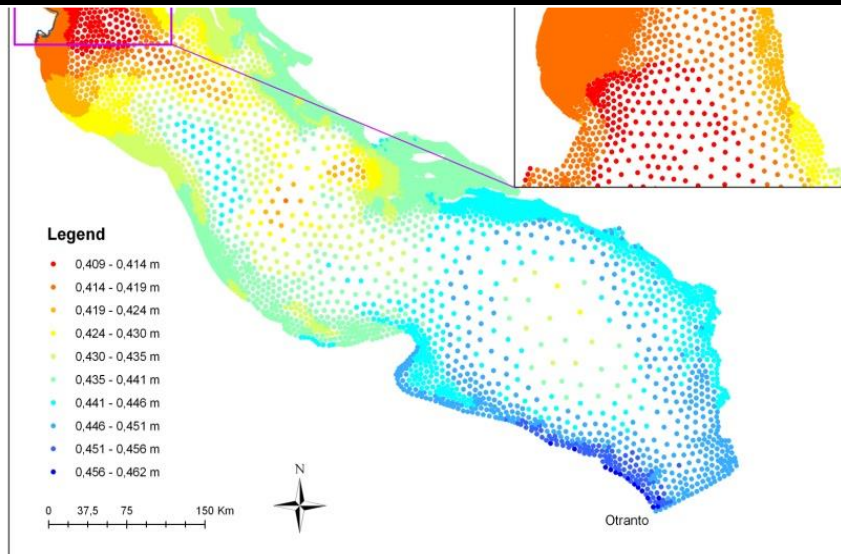 Legend
0,409 - 0,414 m
0,414 - 0,419 m
0,419 - 0,424 m
0,424 - 0,430 m
0,430 - 0,435 m
0,435 - 0,441 m
0,441 - 0,446 m
0,446 - 0,451 m
0,451 - 0,456 m
0,456 - 0,462 m
N
0 37,5 75 150 Km
Otranto